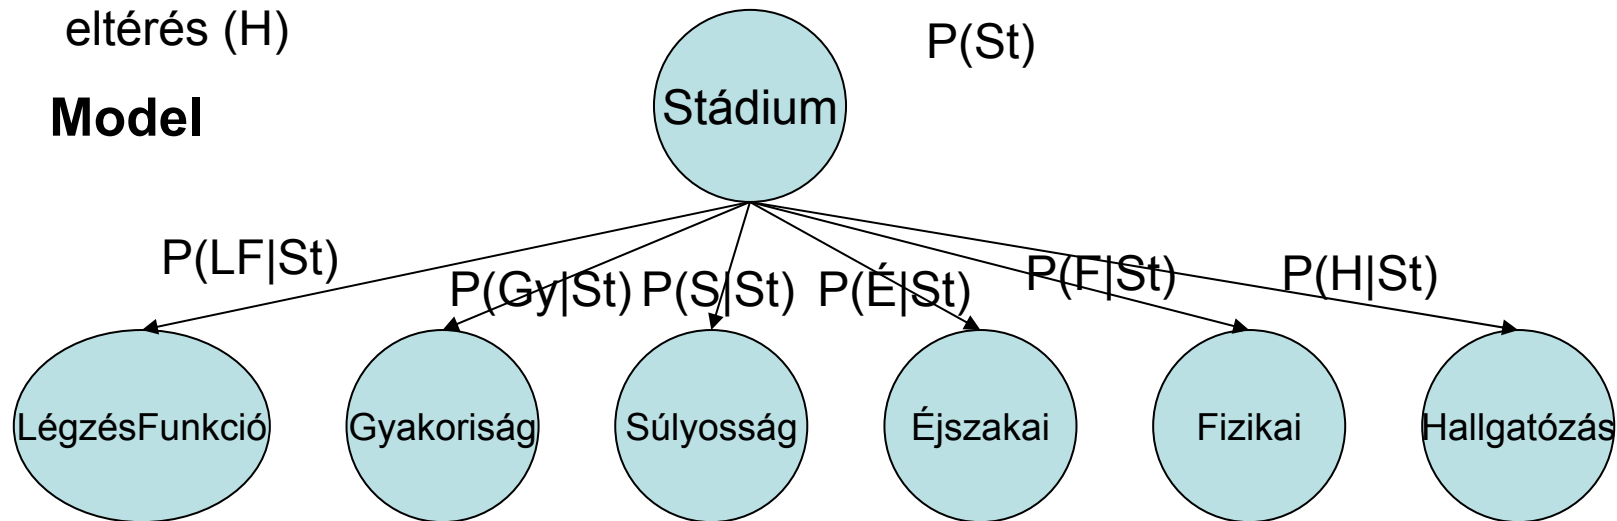 eltérés (H)
P(St)
Model
Stádium
P(LF|St)
P(Gy|St)
P(S|St)
P(É|St)
P(F|St)
P(H|St)
LégzésFunkció
Gyakoriság
Súlyosság
Éjszakai
Fizikai
Hallgatózás